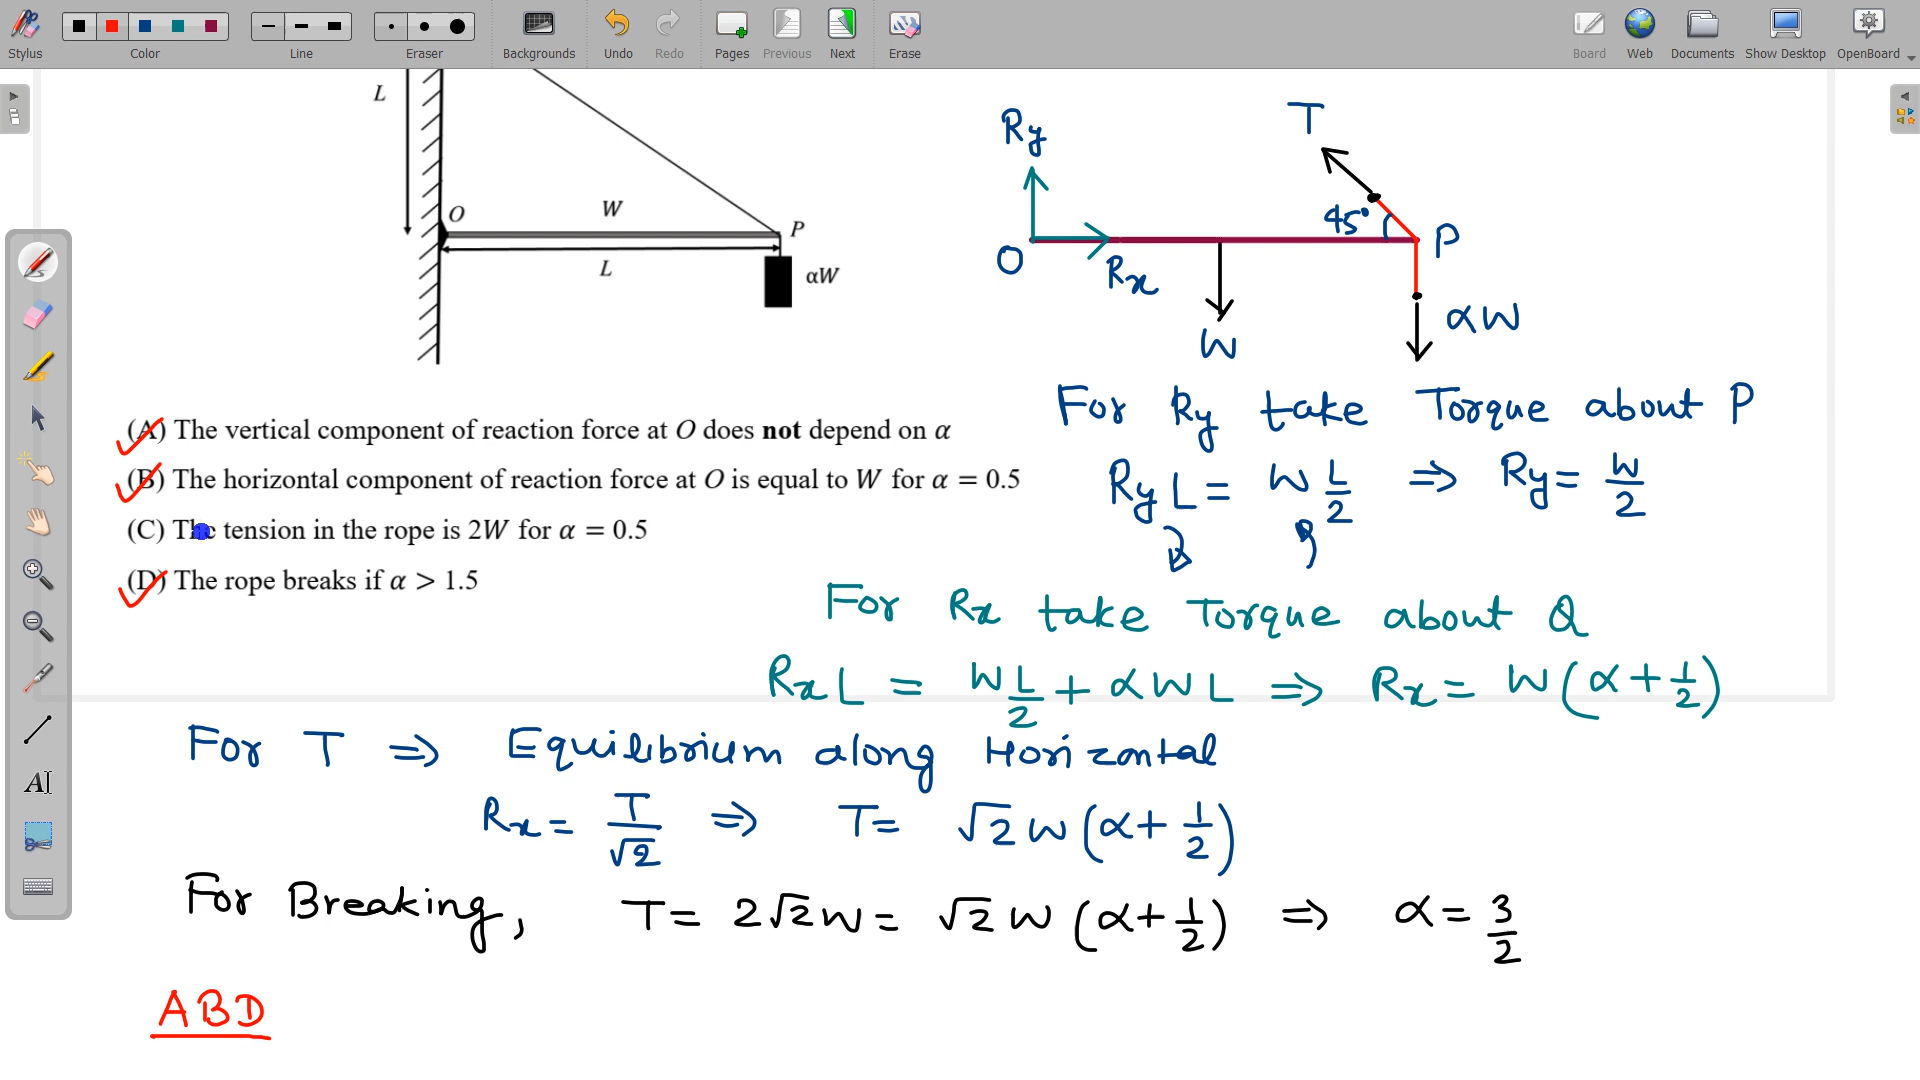 Stylus Color Line Eraser Backgrounds Undo Redo Pages Previous Next Erase Board Web Documents Show Desktop OpenBoard
L
O
W
P
L
αW
Ry
T
45°
O
Rx
P
W
αW
(A) The vertical component of reaction force at O does not depend on α
(B) The horizontal component of reaction force at O is equal to W for α = 0.5
(C) The tension in the rope is 2W for α = 0.5
(D) The rope breaks if α > 1.5
For Ry take Torque about P
Ry L = W L/2 ⇒ Ry = W/2
For Rx take Torque about Q
Rx L = W L/2 + α W L ⇒ Rx = W (α + 1/2)
For T ⇒ Equilibrium along Horizontal
Rx = T/√2 ⇒ T = √2 W (α + 1/2)
For Breaking, T = 2√2 W = √2 W (α + 1/2) ⇒ α = 3/2
ABD
AI